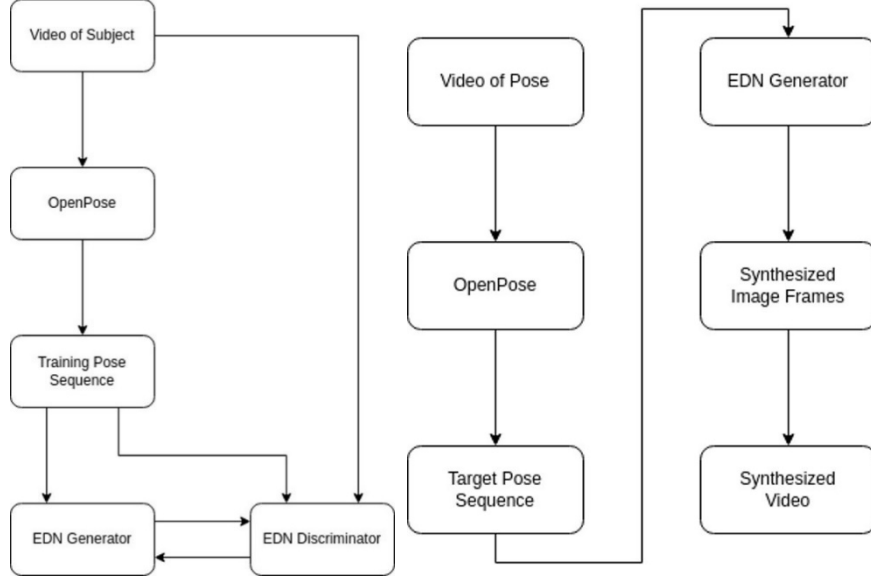 Video of Subject
OpenPose
Training Pose
Sequence
EDN Generator
EDN Discriminator
Video of Pose
OpenPose
Target Pose
Sequence
EDN Generator
Synthesized
Image Frames
Synthesized
Video